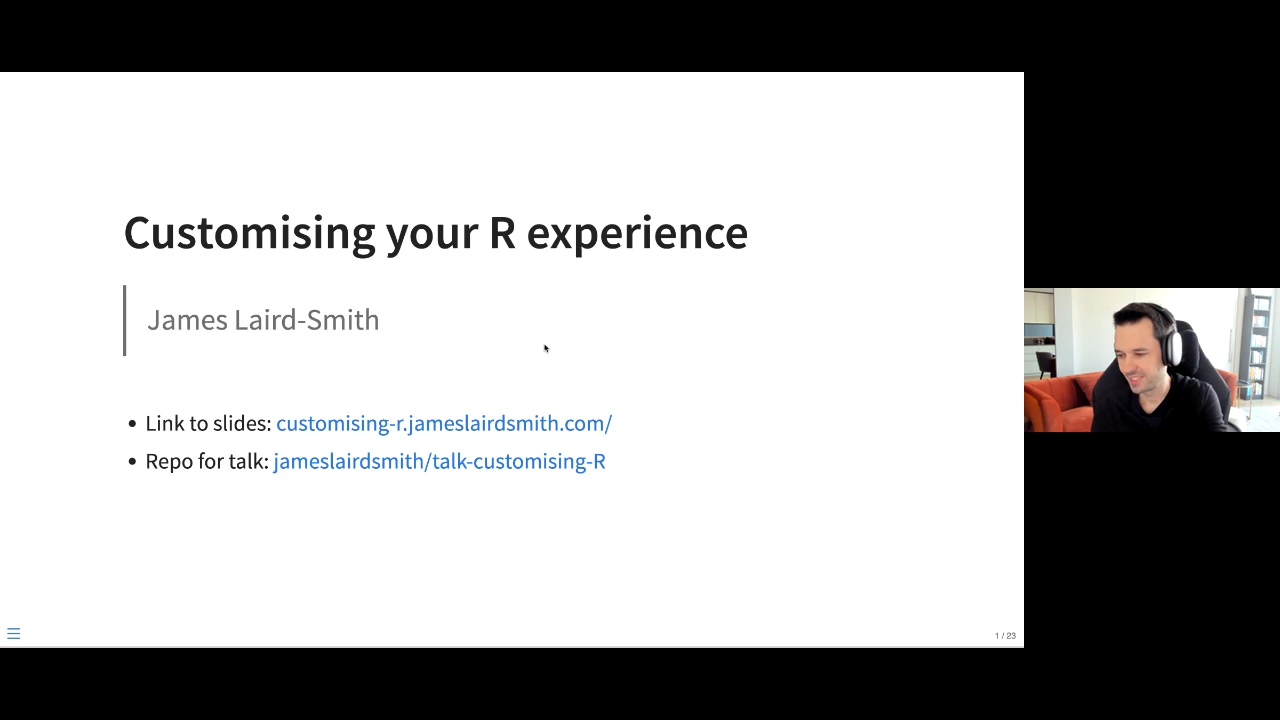 Customising your R experience
James Laird-Smith
Link to slides: customising-r.jameslairdsmith.com/
Repo for talk: jameslairdsmith/talk-customising-R
1 / 23